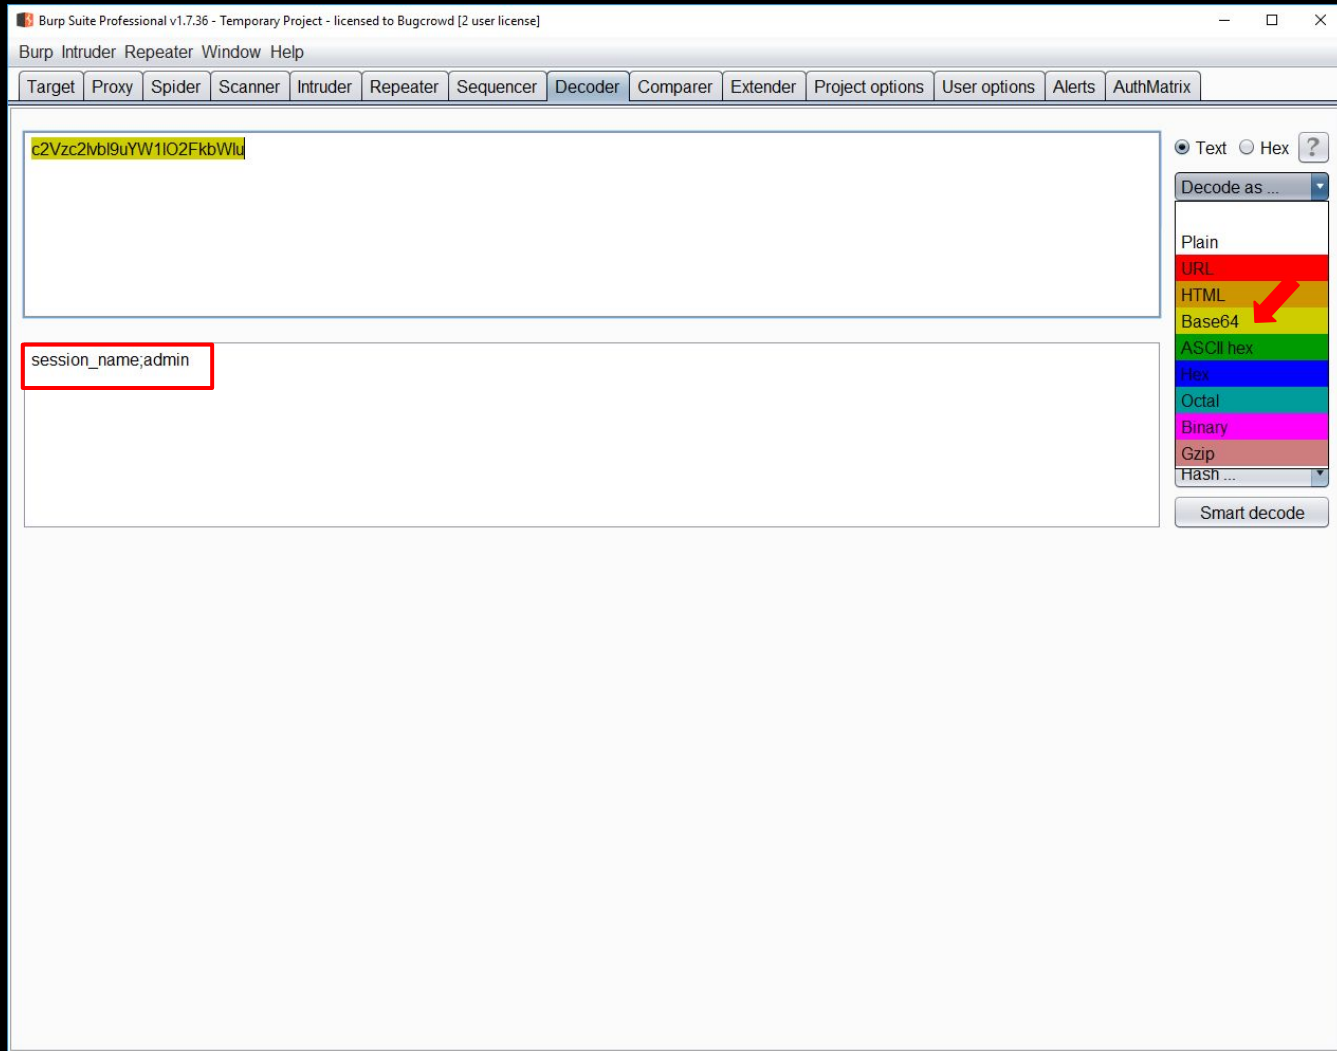 Burp Suite Professional v1.7.36 - Temporary Project - licensed to Bugcrowd [2 user license]
Burp Intruder Repeater Window Help
Target Proxy Spider Scanner Intruder Repeater Sequencer Decoder Comparer Extender Project options User options Alerts AuthMatrix
c2Vzc2lvbl9uYW1lO2FkbWlu
Text Hex ?
Decode as ...
Plain
URL
HTML
Base64
ASCII hex
Hex
Octal
Binary
Gzip
Hash ...
Smart decode
session_name;admin